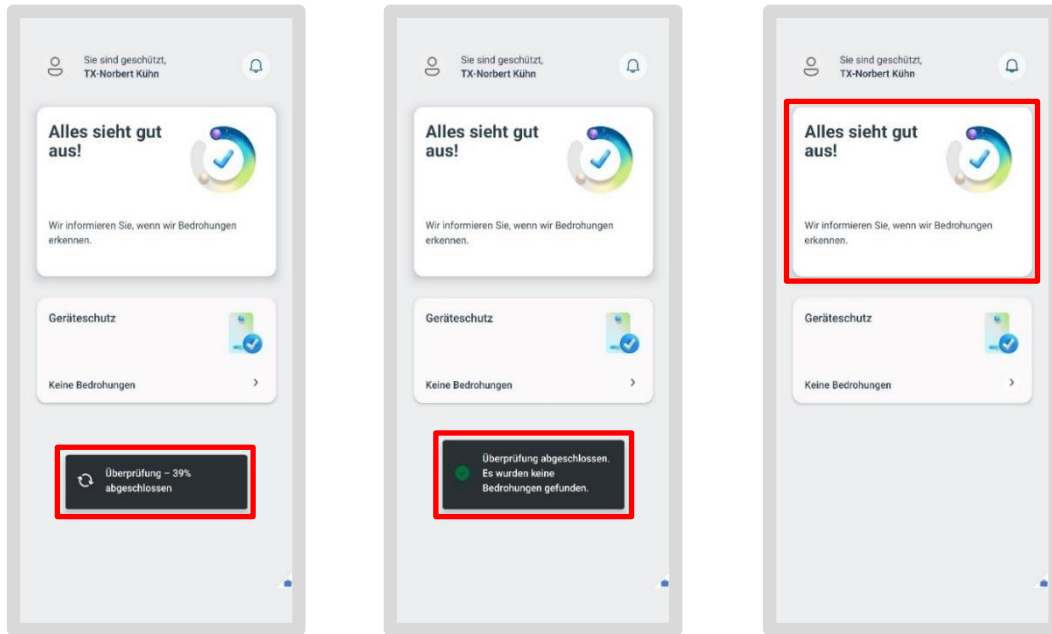 Sie sind geschützt,
TX-Norbert Kühn
Alles sieht gut
aus!
Wir informieren Sie, wenn wir Bedrohungen
erkennen.
Geräteschutz
Keine Bedrohungen
Überprüfung – 39%
abgeschlossen
Sie sind geschützt,
TX-Norbert Kühn
Alles sieht gut
aus!
Wir informieren Sie, wenn wir Bedrohungen
erkennen.
Geräteschutz
Keine Bedrohungen
Überprüfung abgeschlossen.
Es wurden keine
Bedrohungen gefunden.
Sie sind geschützt,
TX-Norbert Kühn
Alles sieht gut
aus!
Wir informieren Sie, wenn wir Bedrohungen
erkennen.
Geräteschutz
Keine Bedrohungen